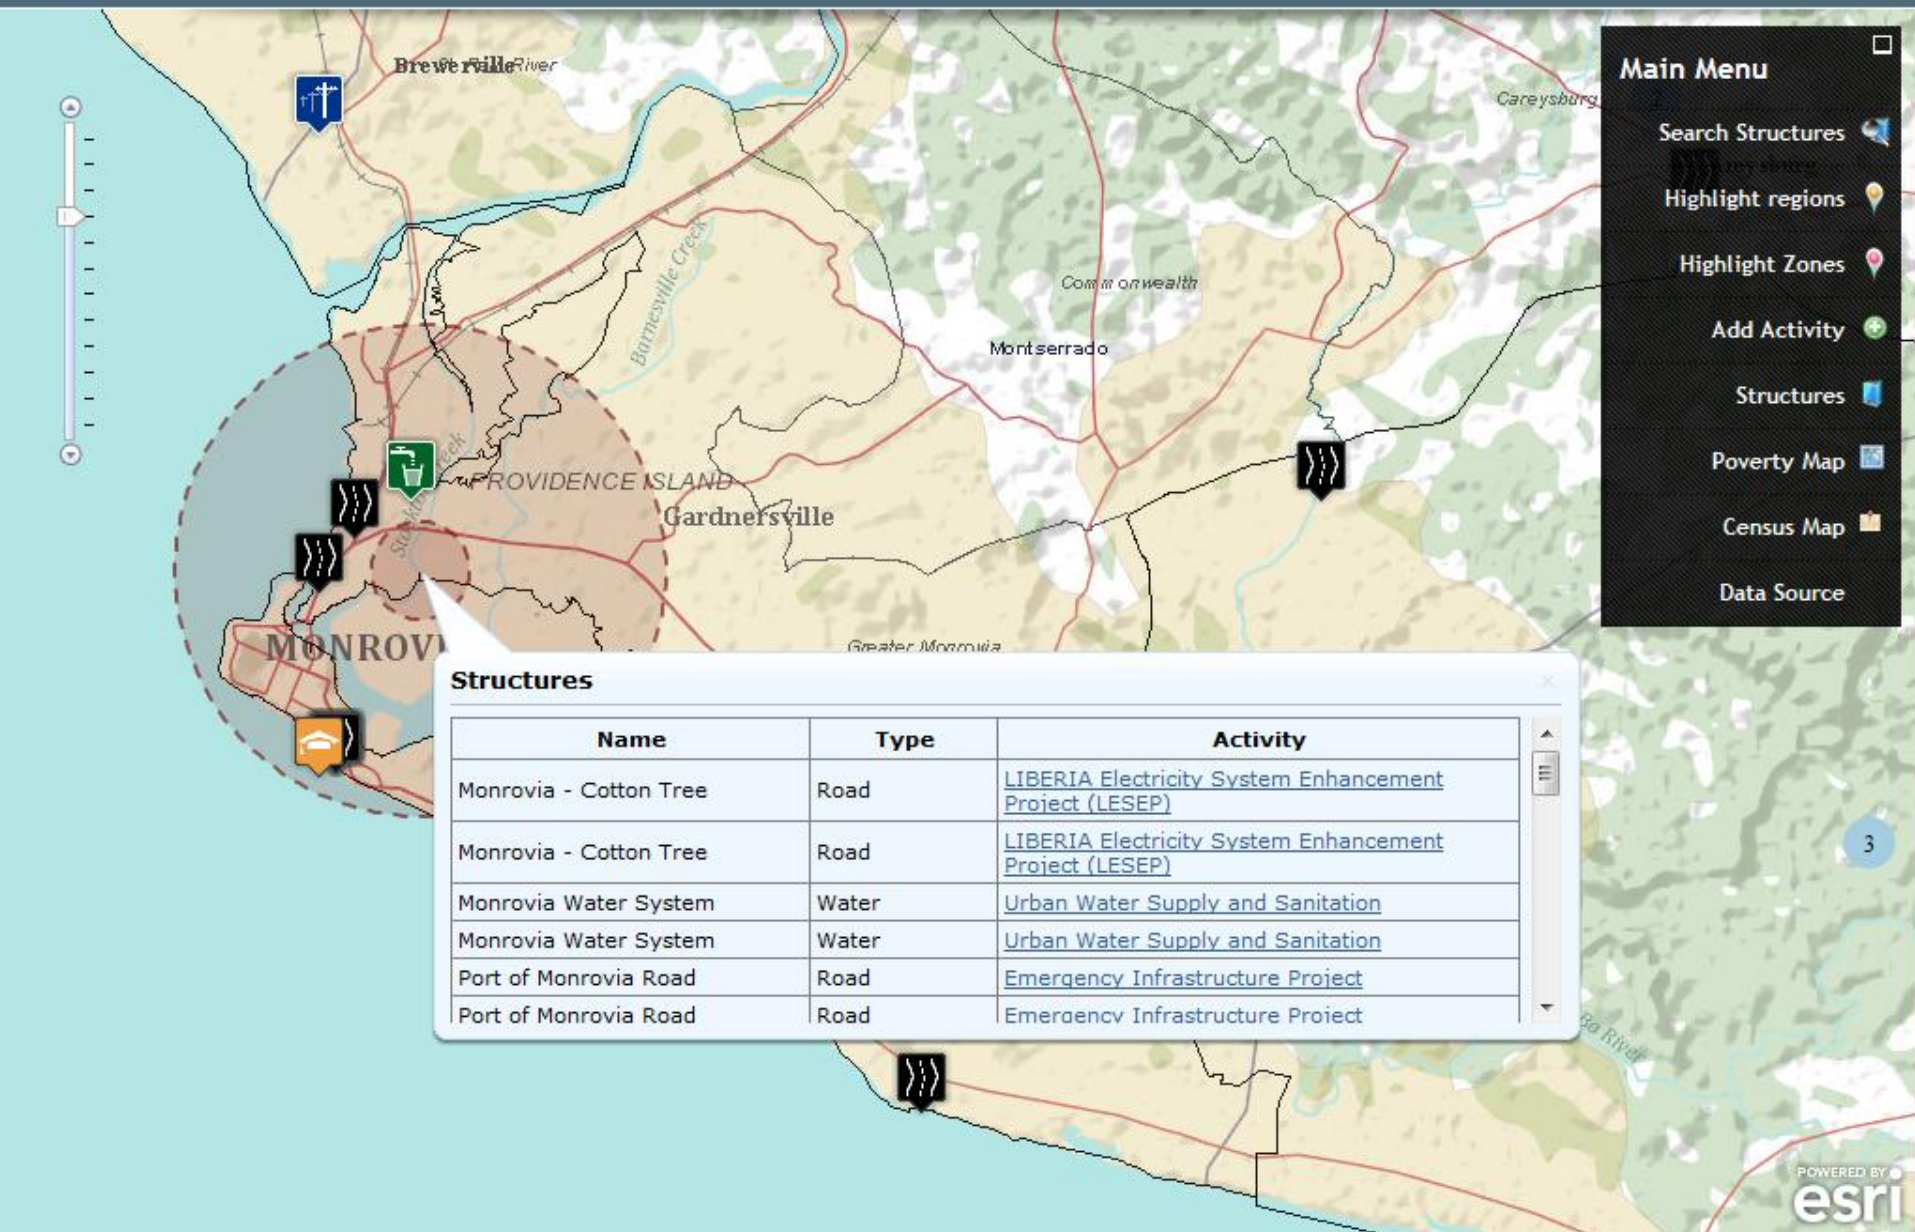 Brewerville
River
Careysburg
Main Menu
Search Structures
Highlight regions
Highlight Zones
Add Activity
Structures
Poverty Map
Census Map
Data Source
Barnesville Creek
Commonwealth
Montserrado
PROVIDENCE ISLAND
Gardnersville
MONROVI
Greater Monrovia
Structures
Name Type Activity
Monrovia - Cotton Tree Road LIBERIA Electricity System Enhancement
Project (LESEP)
Monrovia - Cotton Tree Road LIBERIA Electricity System Enhancement
Project (LESEP)
Monrovia Water System Water Urban Water Supply and Sanitation
Monrovia Water System Water Urban Water Supply and Sanitation
Port of Monrovia Road Road Emergency Infrastructure Project
Port of Monrovia Road Road Emergency Infrastructure Project
3
Ba River
POWERED BY
esri